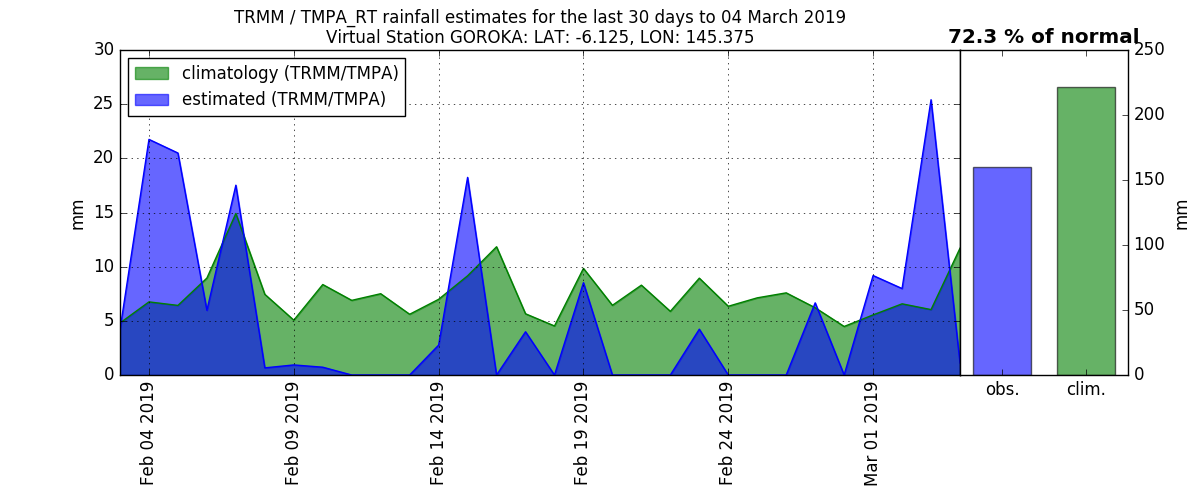 TRMM / TMPA_RT rainfall estimates for the last 30 days to 04 March 2019
Virtual Station GOROKA: LAT: -6.125, LON: 145.375
72.3 % of normal
climatology (TRMM/TMPA)
estimated (TRMM/TMPA)
30
25
20
15
10
5
0
mm
250
200
150
100
50
0
mm
Feb 04 2019
Feb 09 2019
Feb 14 2019
Feb 19 2019
Feb 24 2019
Mar 01 2019
obs.
clim.